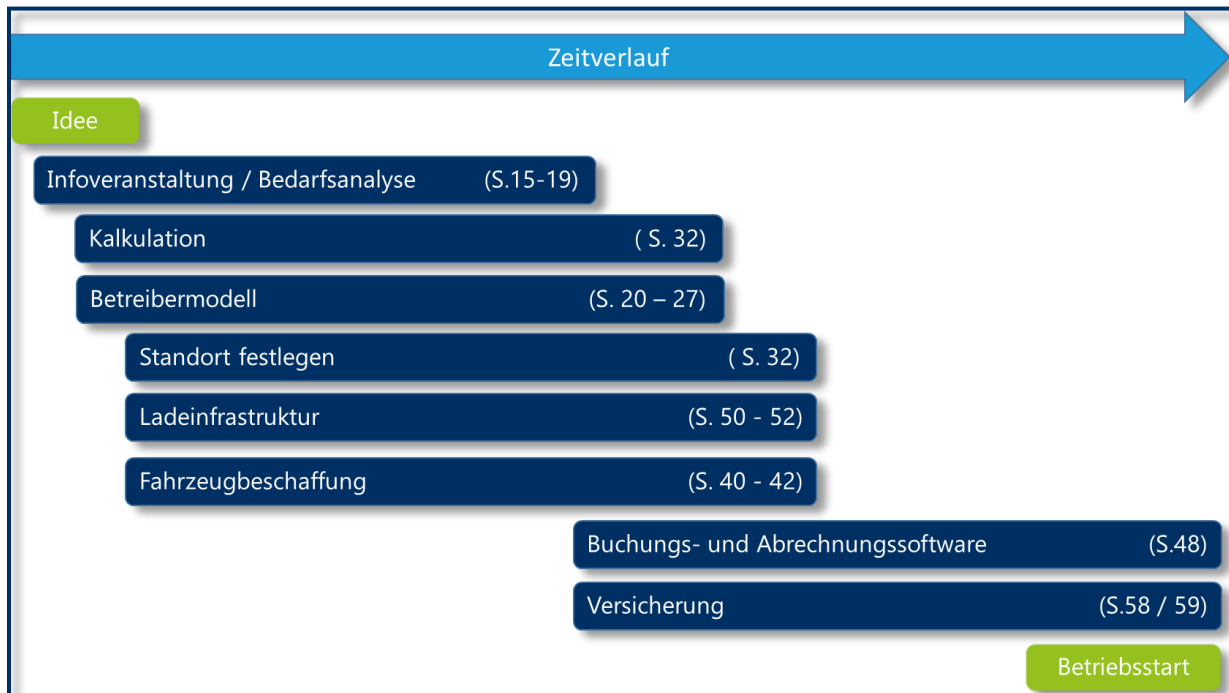 Zeitverlauf
Idee
Infoveranstaltung / Bedarfsanalyse (S.15-19)
Kalkulation ( S. 32)
Betreibermodell (S. 20 – 27)
Standort festlegen ( S. 32)
Ladeinfrastruktur (S. 50 - 52)
Fahrzeugbeschaffung (S. 40 - 42)
Buchungs- und Abrechnungssoftware (S.48)
Versicherung (S.58 / 59)
Betriebsstart